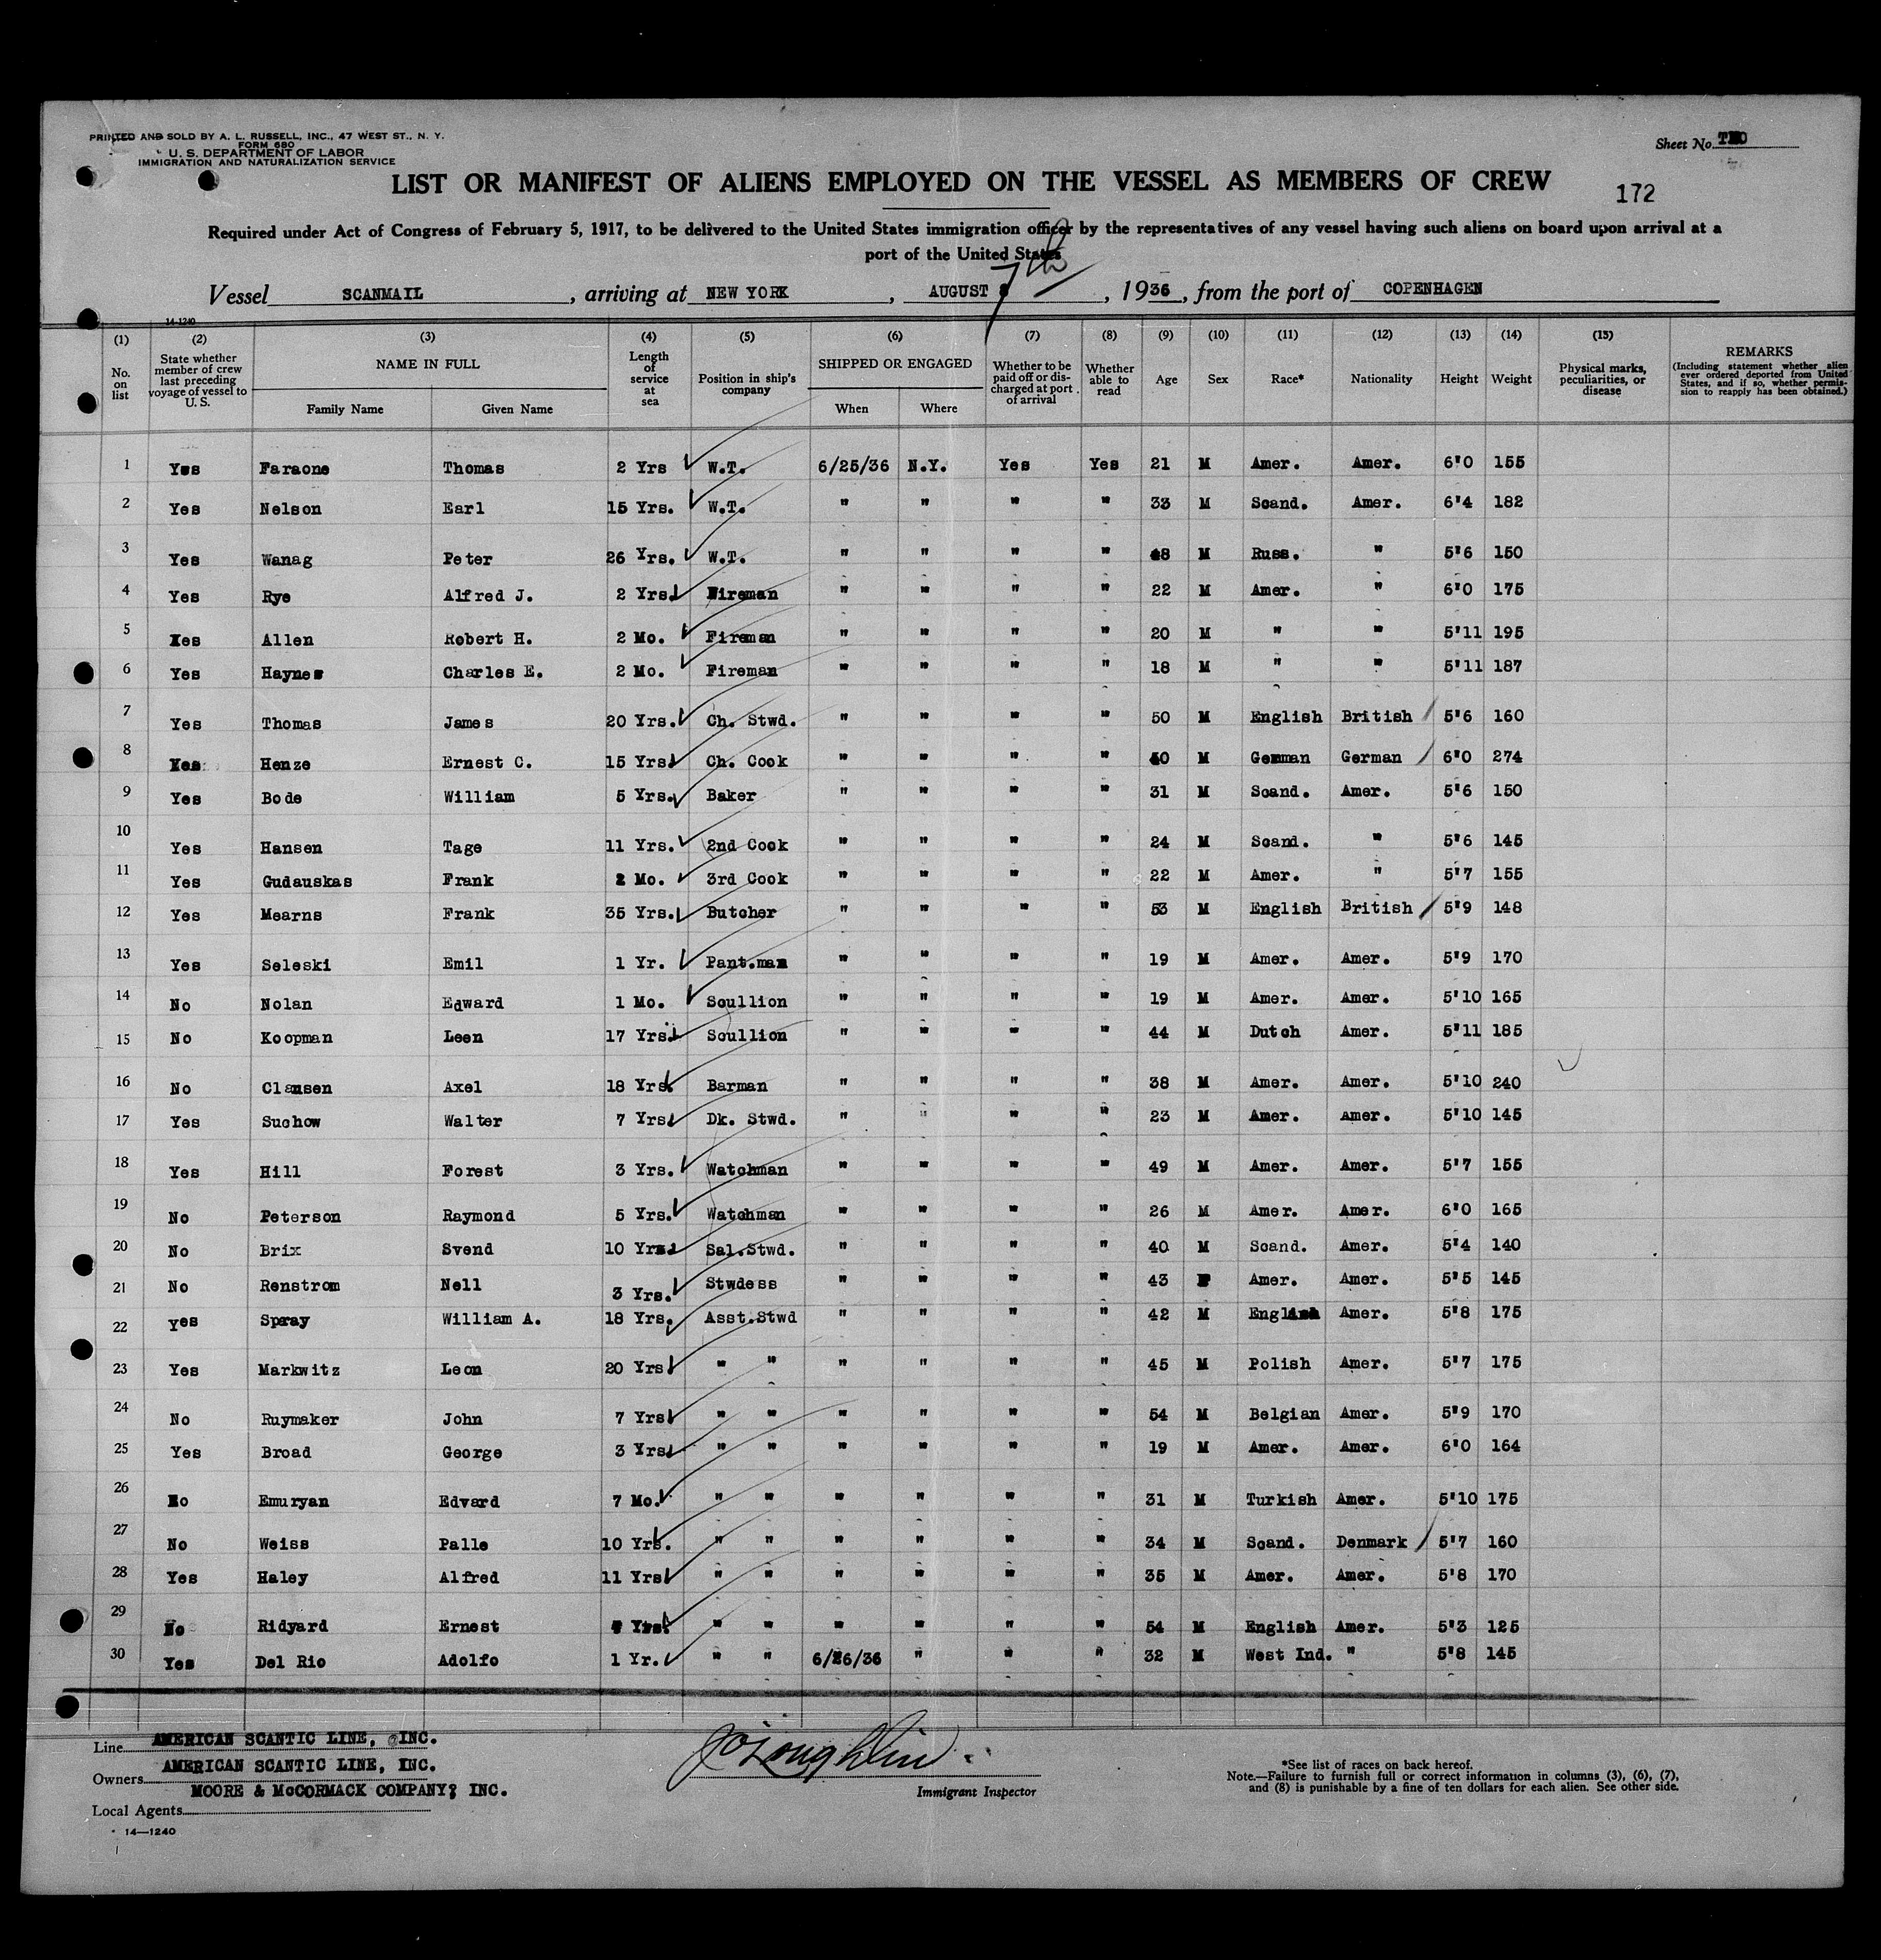 PRINTED AND SOLD BY A. L. RUSSELL, INC., 47 WEST ST., N. Y.
FORM 680
U. S. DEPARTMENT OF LABOR
IMMIGRATION AND NATURALIZATION SERVICE
Sheet No. TWO
LIST OR MANIFEST OF ALIENS EMPLOYED ON THE VESSEL AS MEMBERS OF CREW
172
Required under Act of Congress of February 5, 1917, to be delivered to the United States immigration officer by the representatives of any vessel having such aliens on board upon arrival at a
port of the United States
Vessel SCANMAIL, arriving at NEW YORK, AUGUST 7th, 1936, from the port of COPENHAGEN
14-1240
(1) (2) (3) (4) (5) (6) (7) (8) (9) (10) (11) (12) (13) (14) (15)
No. on list
State whether member of crew last preceding voyage of vessel to U. S.
NAME IN FULL
Family Name Given Name
Length of service at sea
Position in ship's company
SHIPPED OR ENGAGED
When Where
Whether to be paid off or discharged at port of arrival
Whether able to read
Age
Sex
Race*
Nationality
Height
Weight
Physical marks, peculiarities, or disease
REMARKS
(Including statement whether alien ever ordered deported from United States, and if so, whether permission to reapply has been obtained.)
1 Yes Faraone Thomas 2 Yrs W.T. 6/25/36 N.Y. Yes Yes 21 M Amer. Amer. 6'0 155
2 Yes Nelson Earl 15 Yrs. W.T. " " " " 33 M Scand. Amer. 6'4 182
3 Yes Wanag Peter 26 Yrs. W.T. " " " " 48 M Russ. " 5'6 150
4 Yes Rye Alfred J. 2 Yrs. Fireman " " " " 22 M Amer. " 6'0 175
5 Yes Allen Robert H. 2 Mo. Fireman " " " " 20 M " " 5'11 195
6 Yes Haynes Charles E. 2 Mo. Fireman " " " " 18 M " " 5'11 187
7 Yes Thomas James 20 Yrs. Ch. Stwd. " " " " 50 M English British 5'6 160
8 Yes Henze Ernest C. 15 Yrs. Ch. Cook " " " " 40 M German German 6'0 274
9 Yes Bode William 5 Yrs. Baker " " " " 31 M Scand. Amer. 5'6 150
10 Yes Hansen Tage 11 Yrs. 2nd Cook " " " " 24 M Scand. " 5'6 145
11 Yes Gudauskas Frank 2 Mo. 3rd Cook " " " " 22 M Amer. " 5'7 155
12 Yes Mearns Frank 35 Yrs. Butcher " " " " 53 M English British 5'9 148
13 Yes Seleski Emil 1 Yr. Pant.man " " " " 19 M Amer. Amer. 5'9 170
14 No Nolan Edward 1 Mo. Scullion " " " " 19 M Amer. Amer. 5'10 165
15 No Koopman Leen 17 Yrs. Scullion " " " " 44 M Dutch Amer. 5'11 185
16 No Clansen Axel 18 Yrs. Barman " " " " 38 M Amer. Amer. 5'10 240
17 Yes Suchow Walter 7 Yrs. Dk. Stwd. " " " " 23 M Amer. Amer. 5'10 145
18 Yes Hill Forest 3 Yrs. Watchman " " " " 49 M Amer. Amer. 5'7 155
19 No Peterson Raymond 5 Yrs. Watchman " " " " 26 M Amer. Amer. 6'0 165
20 No Brix Svend 10 Yrs. Sal.Stwd. " " " " 40 M Scand. Amer. 5'4 140
21 No Renstrom Nell 3 Yrs. Stwdess " " " " 43 F Amer. Amer. 5'5 145
22 Yes Spray William A. 18 Yrs. Asst.Stwd " " " " 42 M English Amer. 5'8 175
23 Yes Markwitz Leon 20 Yrs " " " " " " 45 M Polish Amer. 5'7 175
24 No Ruymaker John 7 Yrs " " " " " " 54 M Belgian Amer. 5'9 170
25 Yes Broad George 3 Yrs. " " " " " " 19 M Amer. Amer. 6'0 164
26 No Emuryan Edvard 7 Mo. " " " " " " 31 M Turkish Amer. 5'10 175
27 No Weiss Palle 10 Yrs. " " " " " " 34 M Scand. Denmark 5'7 160
28 Yes Haley Alfred 11 Yrs " " " " " " 35 M Amer. Amer. 5'8 170
29 No Ridyard Ernest Yrs. " " " " " " 54 M English Amer. 5'3 125
30 Yes Del Rio Adolfo 1 Yr. " " 6/26/36 " " " 32 M West Ind. " 5'8 145
Line AMERICAN SCANTIC LINE, INC.
Owners AMERICAN SCANTIC LINE, INC.
Local Agents MOORE & McCORMACK COMPANY, INC.
14—1240
Immigrant Inspector
*See list of races on back hereof.
Note.—Failure to furnish full or correct information in columns (3), (6), (7),
and (8) is punishable by a fine of ten dollars for each alien. See other side.